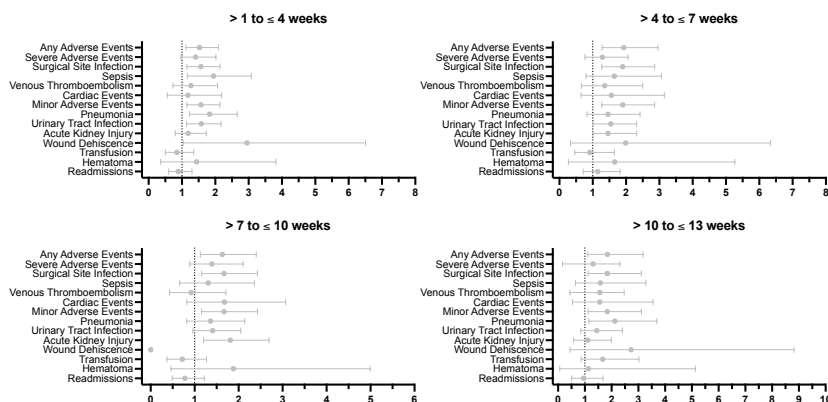 > 1 to ≤ 4 weeks
Any Adverse Events
Severe Adverse Events
Surgical Site Infection
Sepsis
Venous Thromboembolism
Cardiac Events
Minor Adverse Events
Pneumonia
Urinary Tract Infection
Acute Kidney Injury
Wound Dehiscence
Transfusion
Hematoma
Readmissions
0 1 2 3 4 5 6 7 8
> 4 to ≤ 7 weeks
Any Adverse Events
Severe Adverse Events
Surgical Site Infection
Sepsis
Venous Thromboembolism
Cardiac Events
Minor Adverse Events
Pneumonia
Urinary Tract Infection
Acute Kidney Injury
Wound Dehiscence
Transfusion
Hematoma
Readmissions
0 1 2 3 4 5 6 7 8
> 7 to ≤ 10 weeks
Any Adverse Events
Severe Adverse Events
Surgical Site Infection
Sepsis
Venous Thromboembolism
Cardiac Events
Minor Adverse Events
Pneumonia
Urinary Tract Infection
Acute Kidney Injury
Wound Dehiscence
Transfusion
Hematoma
Readmissions
0 1 2 3 4 5 6
> 10 to ≤ 13 weeks
Any Adverse Events
Severe Adverse Events
Surgical Site Infection
Sepsis
Venous Thromboembolism
Cardiac Events
Minor Adverse Events
Pneumonia
Urinary Tract Infection
Acute Kidney Injury
Wound Dehiscence
Transfusion
Hematoma
Readmissions
0 1 2 3 4 5 6 7 8 9 10